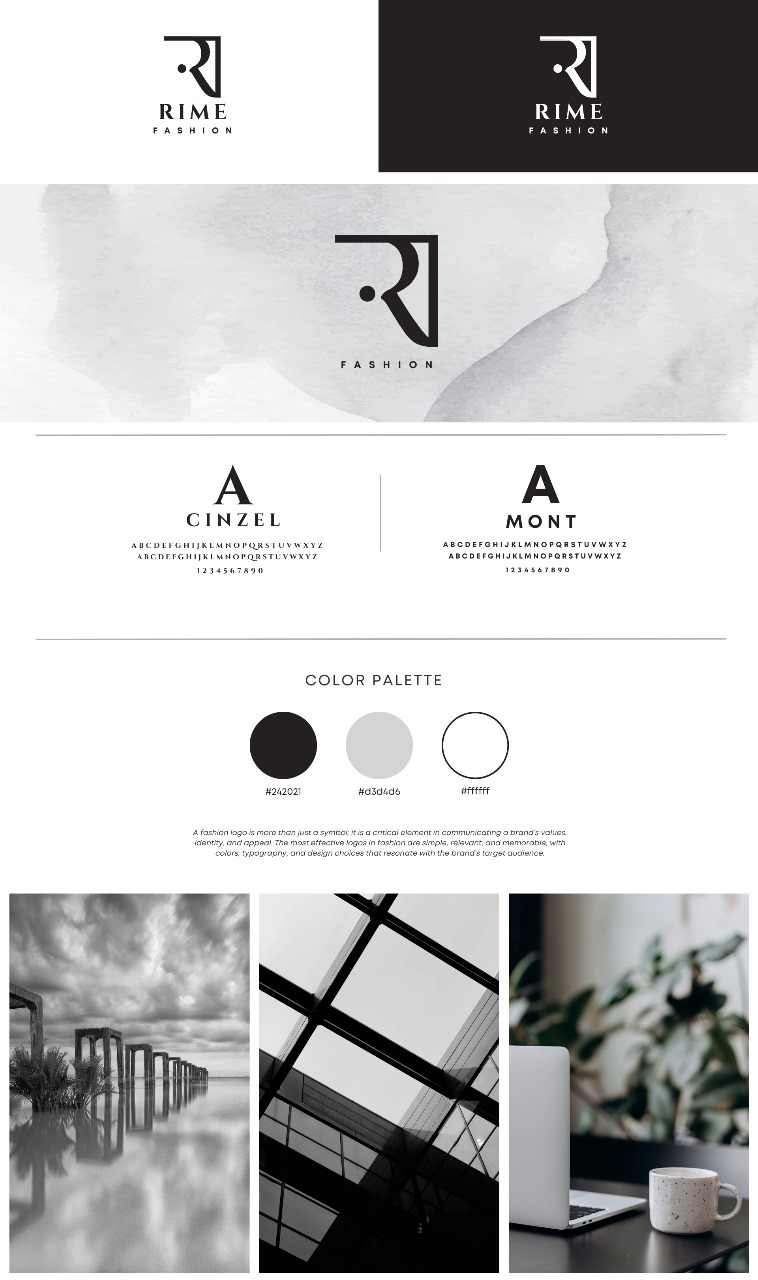 RIME
FASHION
RIME
FASHION
FASHION
A
CINZEL
ABCDEFGHIJKLMNOPQRSTUVWXYZ
ABCDEFGHIJKLMNOPQRSTUVWXYZ
1234567890
A
MONT
ABCDEFGHIJKLMNOPQRSTUVWXYZ
ABCDEFGHIJKLMNOPQRSTUVWXYZ
1234567890
COLOR PALETTE
#242021
#d3d4d6
#ffffff
A fashion logo is more than just a symbol; it is a critical element in communicating a brand's values,
identity, and appeal. The most effective logos in fashion are simple, relevant, and memorable, with
colors, typography, and design choices that resonate with the brand's target audience.